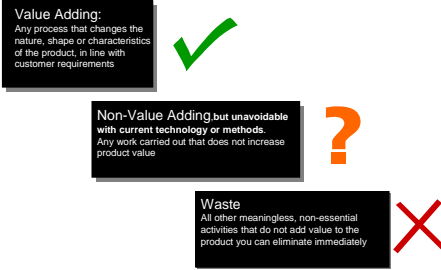 Value Adding:
Any process that changes the
nature, shape or characteristics
of the product, in line with
customer requirements
Non-Value Adding,but unavoidable
with current technology or methods.
Any work carried out that does not increase
product value
?
Waste
All other meaningless, non-essential
activities that do not add value to the
product you can eliminate immediately